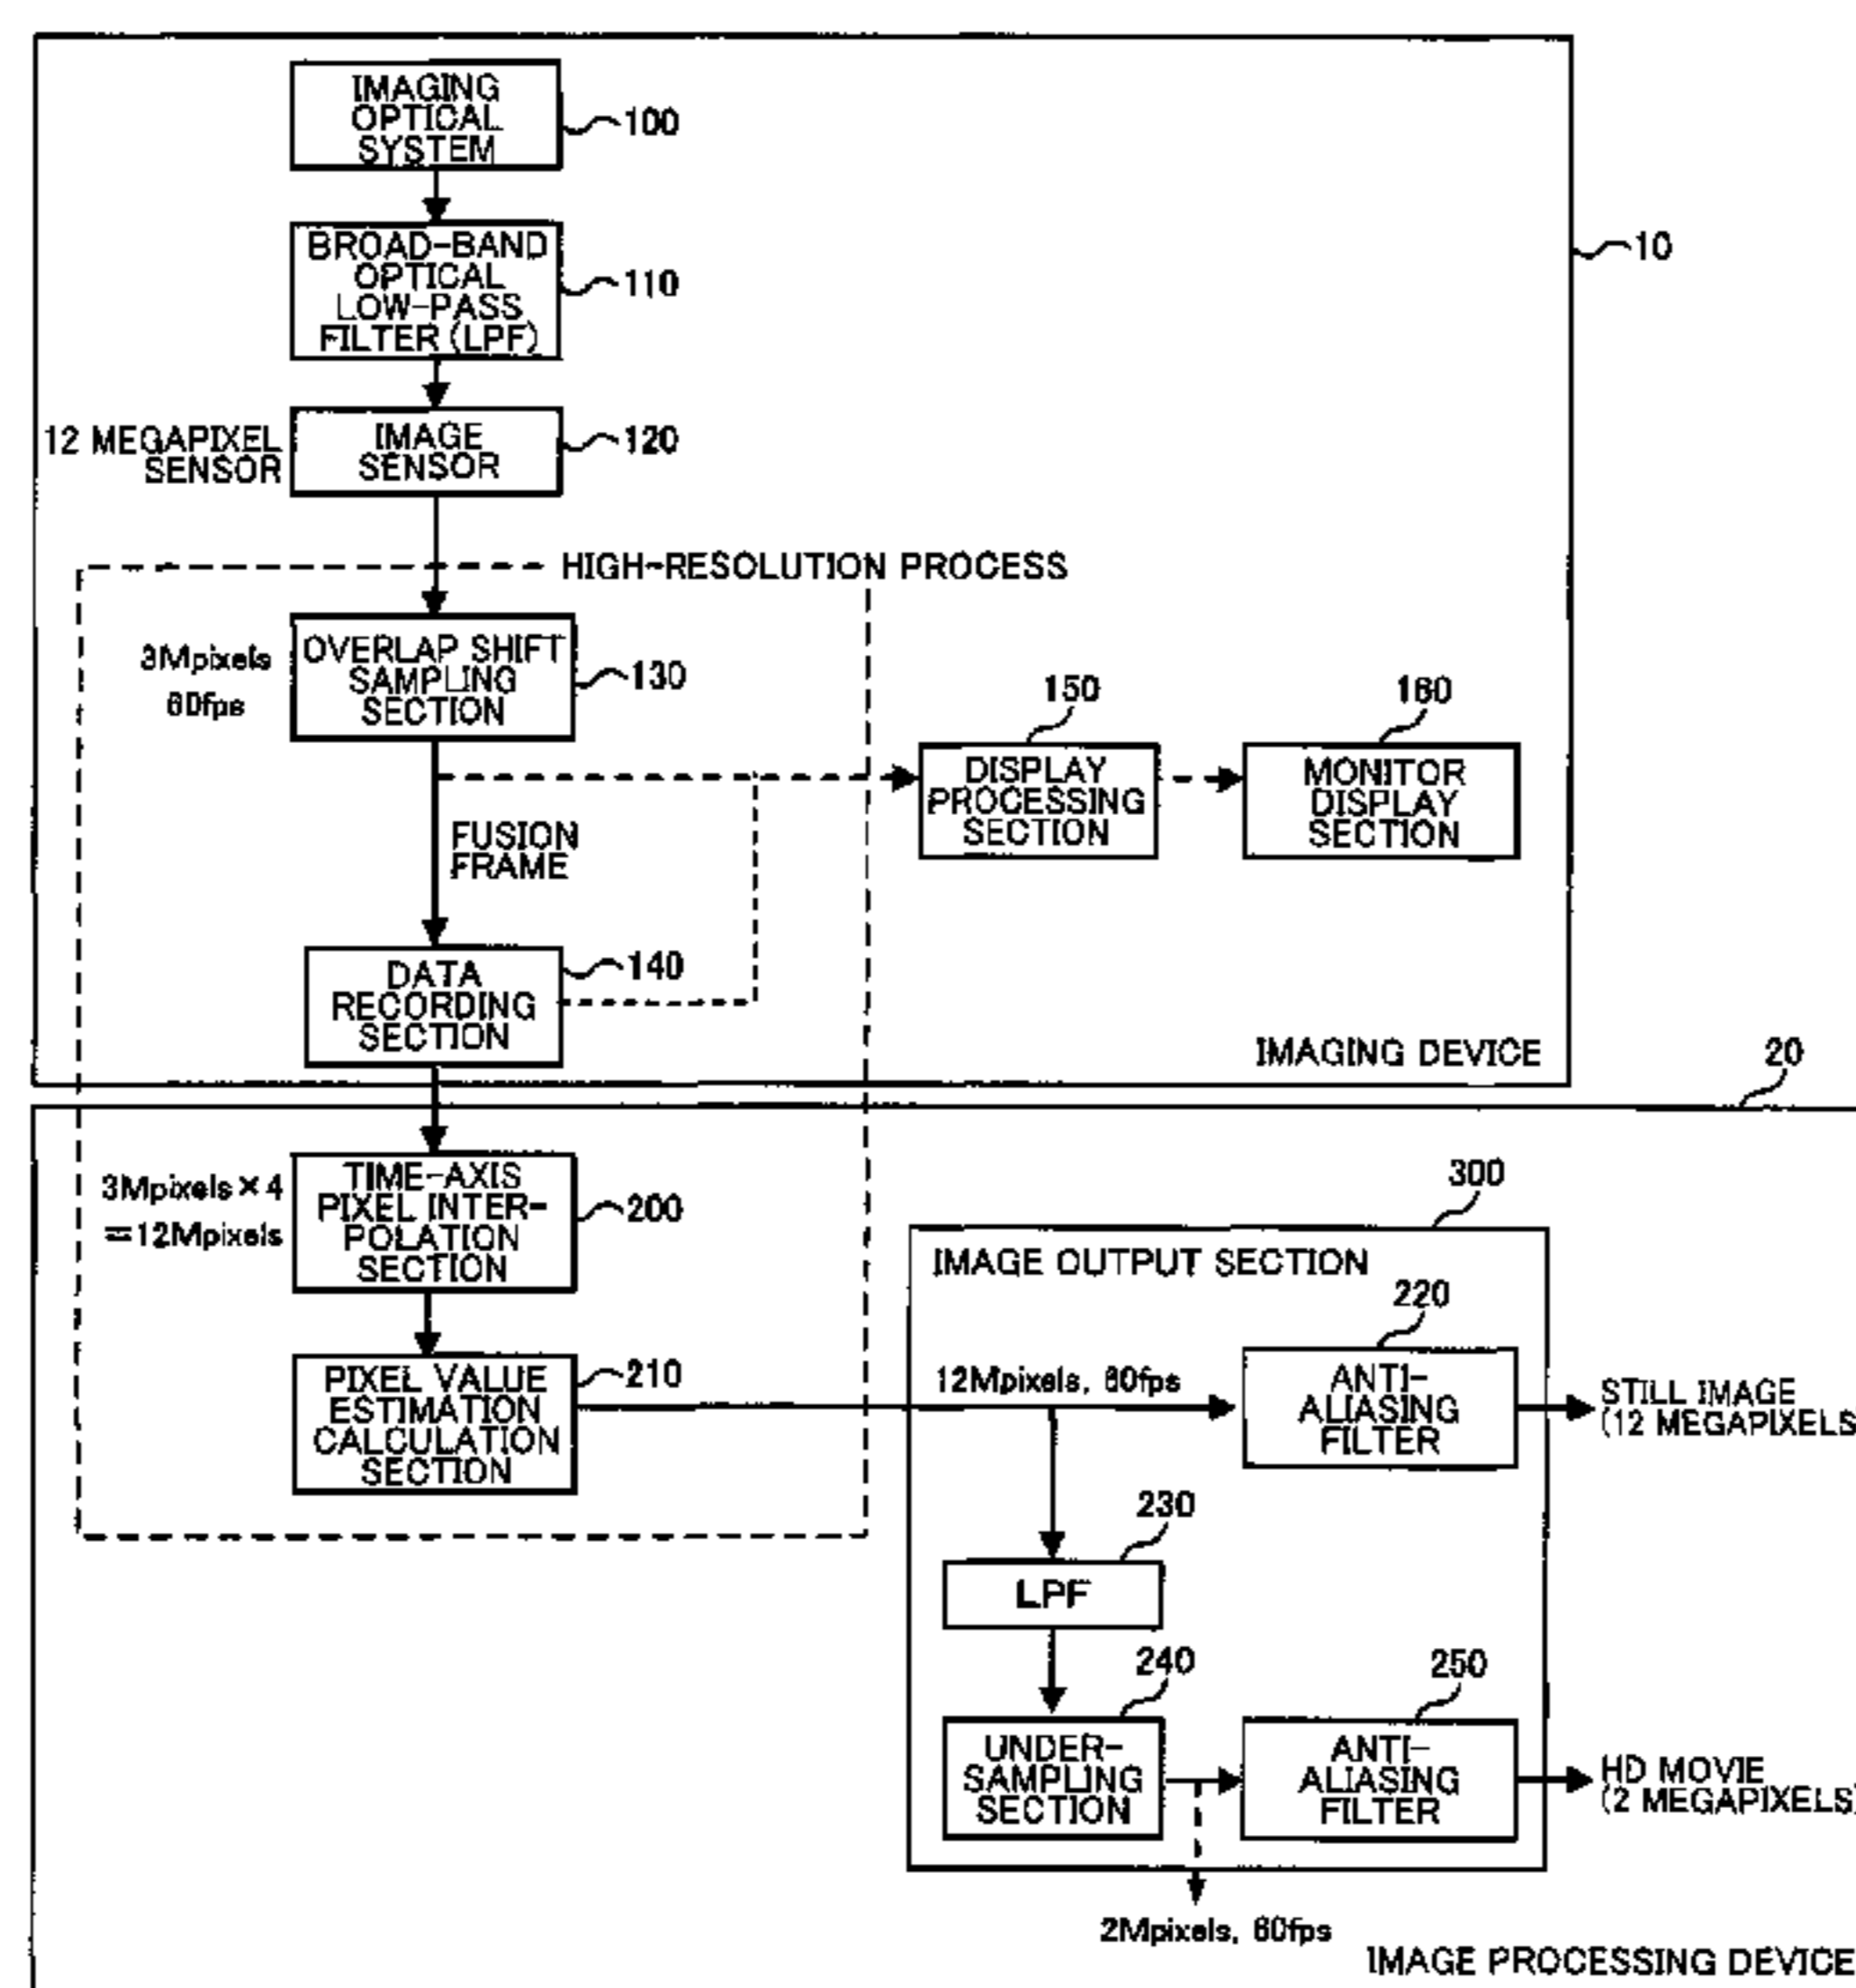 IMAGING
OPTICAL
SYSTEM
100
BROAD-BAND
OPTICAL
LOW-PASS
FILTER (LPF)
110
10
12 MEGAPIXEL
SENSOR
IMAGE
SENSOR
120
HIGH-RESOLUTION PROCESS
3Mpixels
60fps
OVERLAP SHIFT
SAMPLING
SECTION
130
150
160
DISPLAY
PROCESSING
SECTION
MONITOR
DISPLAY
SECTION
FUSION
FRAME
DATA
RECORDING
SECTION
140
IMAGING DEVICE
20
3Mpixels×4
=12Mpixels
TIME-AXIS
PIXEL INTER-
POLATION
SECTION
200
300
IMAGE OUTPUT SECTION
220
PIXEL VALUE
ESTIMATION
CALCULATION
SECTION
210
12Mpixels, 60fps
ANTI-
ALIASING
FILTER
STILL IMAGE
(12 MEGAPIXELS
230
LPF
240
250
UNDER-
SAMPLING
SECTION
ANTI-
ALIASING
FILTER
HD MOVIE
(2 MEGAPIXELS)
2Mpixels, 60fps
IMAGE PROCESSING DEVICE